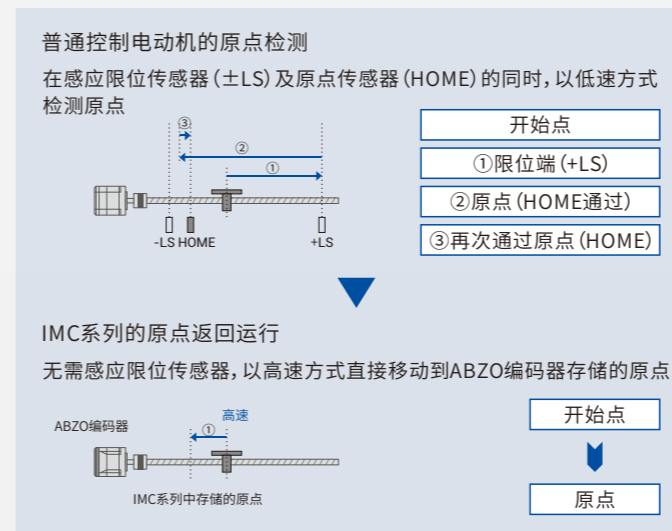 普通控制电动机的原点检测
在感应限位传感器（±LS）及原点传感器（HOME）的同时，以低速方式
检测原点
③
②
①
-LS HOME
+LS
开始点
①限位端（+LS）
②原点（HOME通过）
③再次通过原点（HOME）
IMC系列的原点返回运行
无需感应限位传感器，以高速方式直接移动到ABZO编码器存储的原点
ABZO编码器
高速
①
IMC系列中存储的原点
开始点
原点